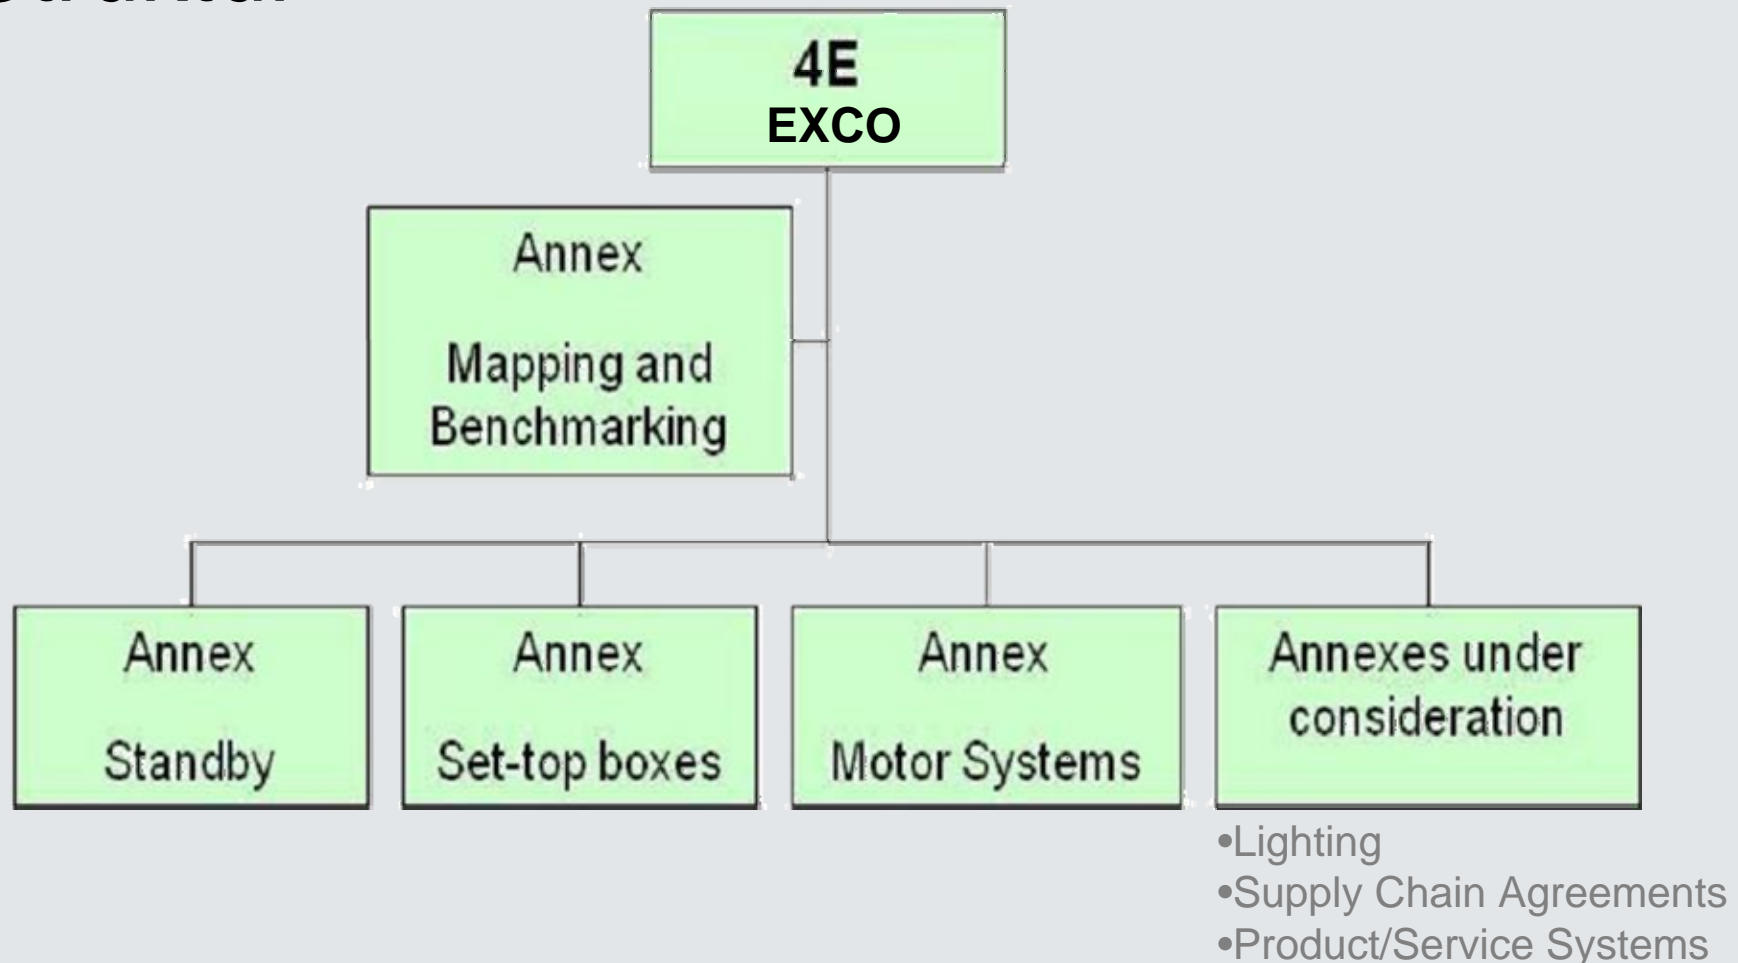 4E
EXCO
Annex
Mapping and
Benchmarking
Annex
Standby
Annex
Set-top boxes
Annex
Motor Systems
Annexes under
consideration
•Lighting
•Supply Chain Agreements
•Product/Service Systems